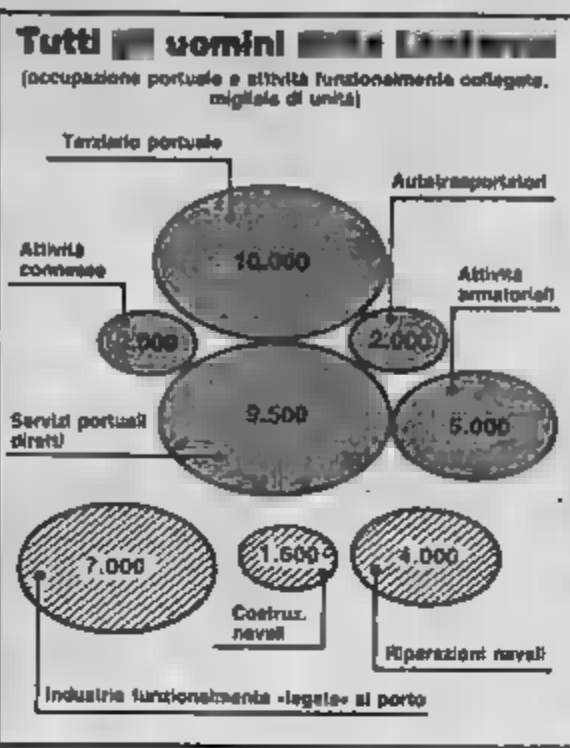 Tutti uomini
(occupazione portuale e attività funzionalmente collegate,
migliaia di unità)
Terziario portuale
Autotrasportatori
10.000
Attività
connesse
Attività
armatoriali
2.000
9.500
Servizi portuali
diretti
7.000
1.600
4.000
Costruz.
navali
Riparazioni navali
Industrie funzionalmente «legate» al porto